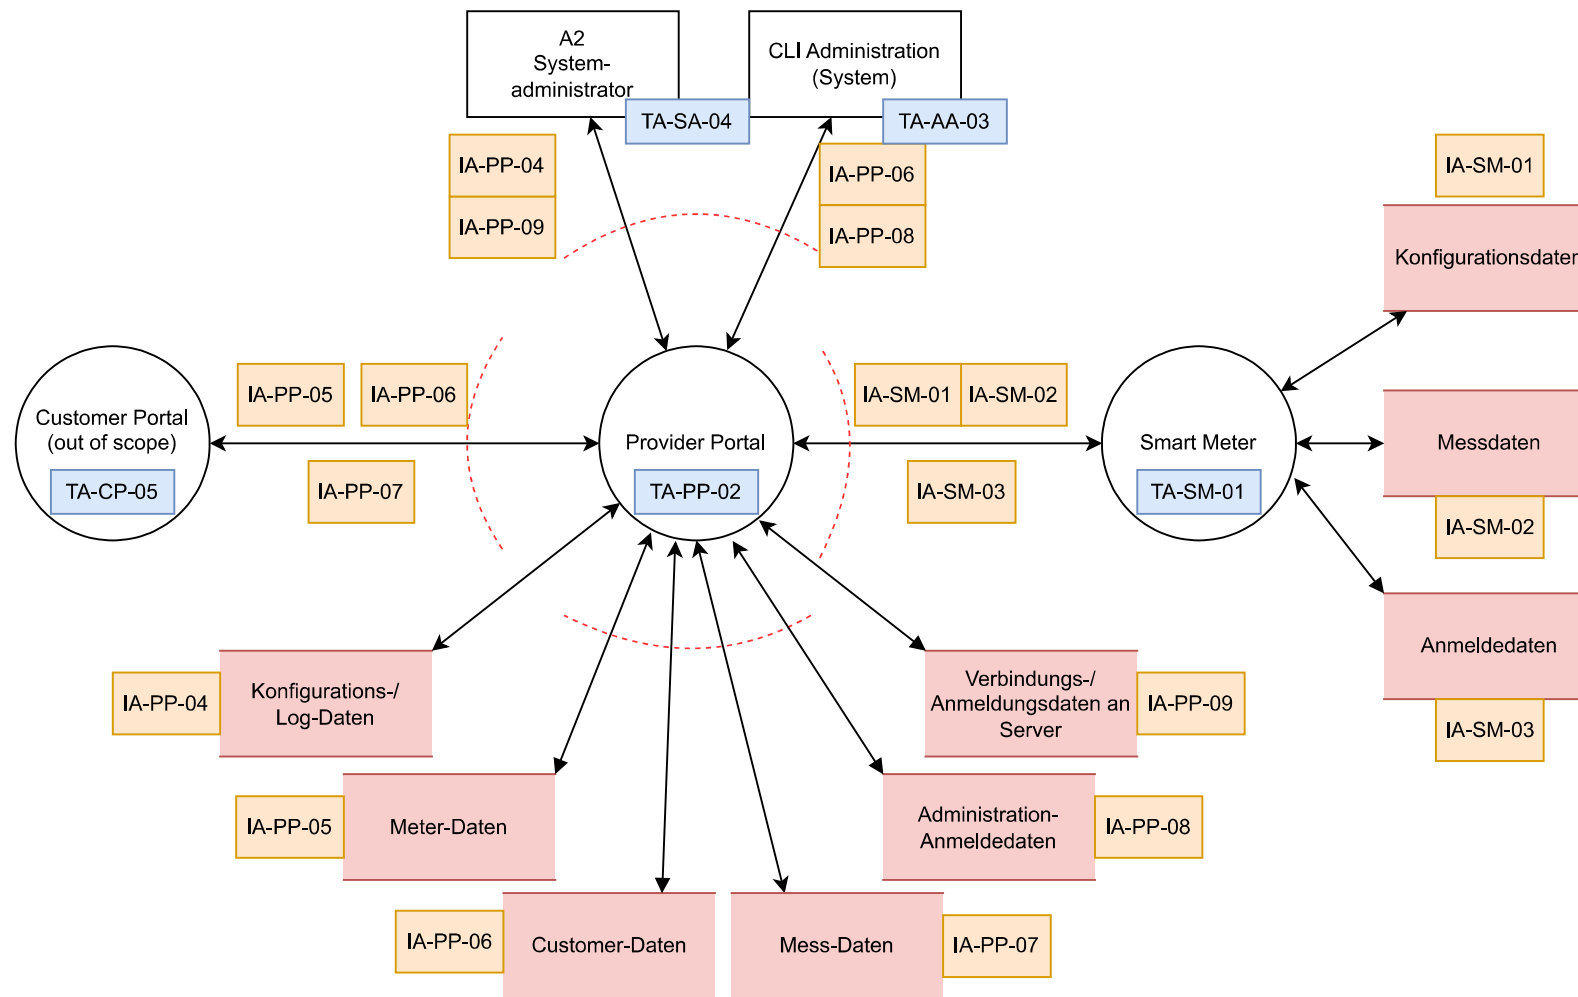 A2
System-
administrator
CLI Administration
(System)
TA-SA-04
TA-AA-03
IA-PP-04
IA-PP-09
IA-PP-06
IA-PP-08
IA-SM-01
Konfigurationsdaten
Customer Portal
(out of scope)
TA-CP-05
IA-PP-05
IA-PP-06
IA-PP-07
Provider Portal
TA-PP-02
IA-SM-01
IA-SM-02
IA-SM-03
Smart Meter
TA-SM-01
Messdaten
IA-SM-02
Anmeldedaten
IA-SM-03
IA-PP-04
Konfigurations-/
Log-Daten
Verbindungs-/
Anmeldungsdaten an
Server
IA-PP-09
IA-PP-05
Meter-Daten
Administration-
Anmeldedaten
IA-PP-08
IA-PP-06
Customer-Daten
Mess-Daten
IA-PP-07